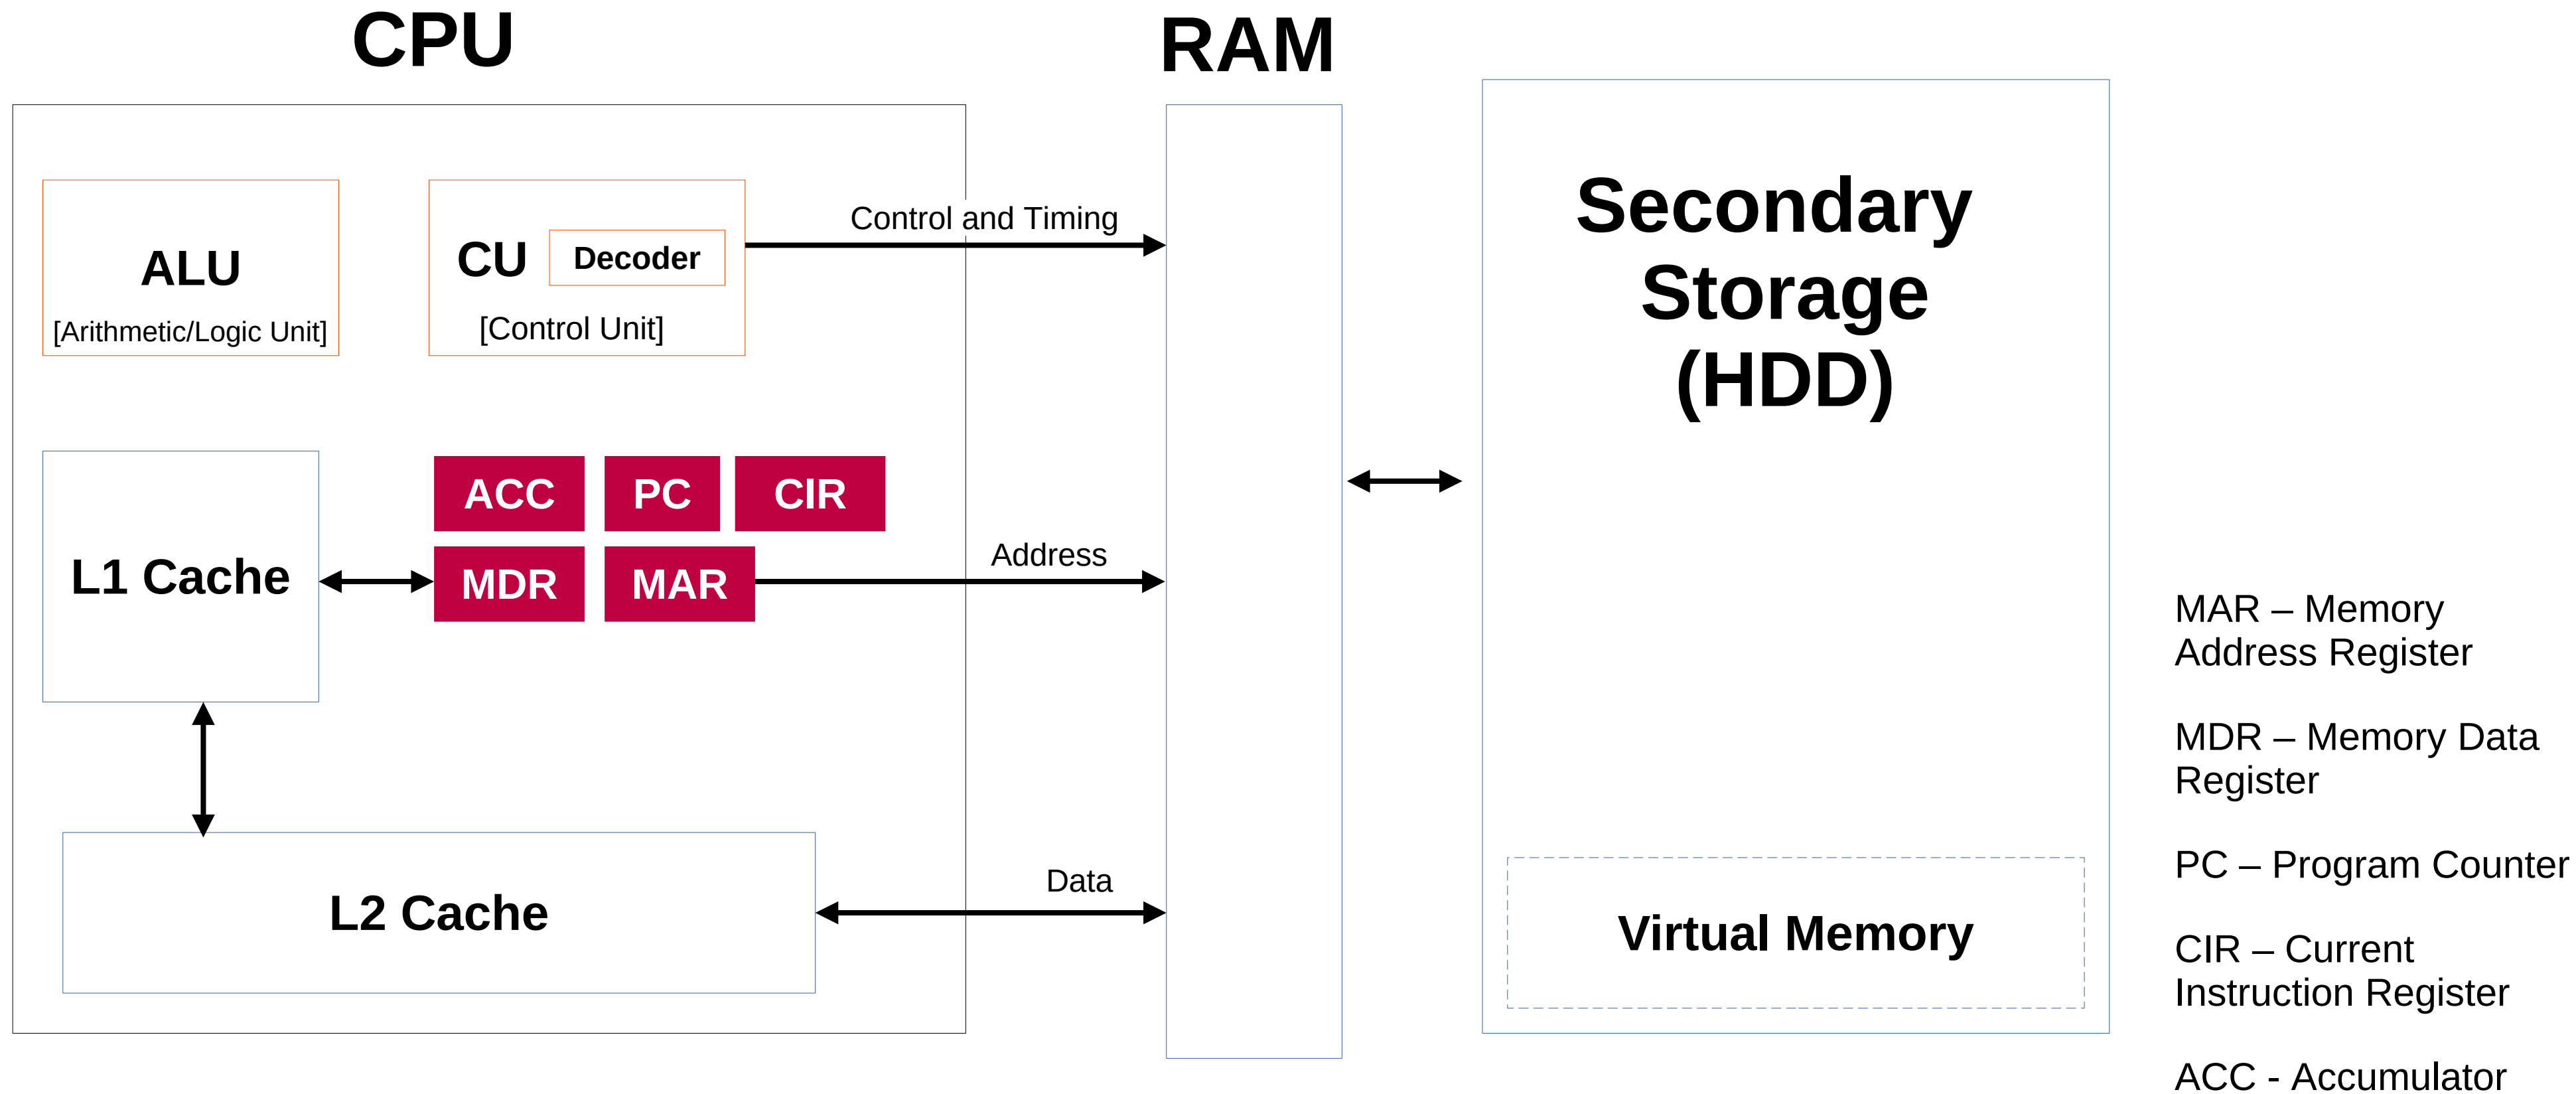 CPU
RAM
ALU
[Arithmetic/Logic Unit]
CU
Decoder
[Control Unit]
Control and Timing
Secondary
Storage
(HDD)
L1 Cache
ACC
PC
CIR
MDR
MAR
Address
L2 Cache
Data
Virtual Memory
MAR – Memory
Address Register
MDR – Memory Data
Register
PC – Program Counter
CIR – Current
Instruction Register
ACC - Accumulator